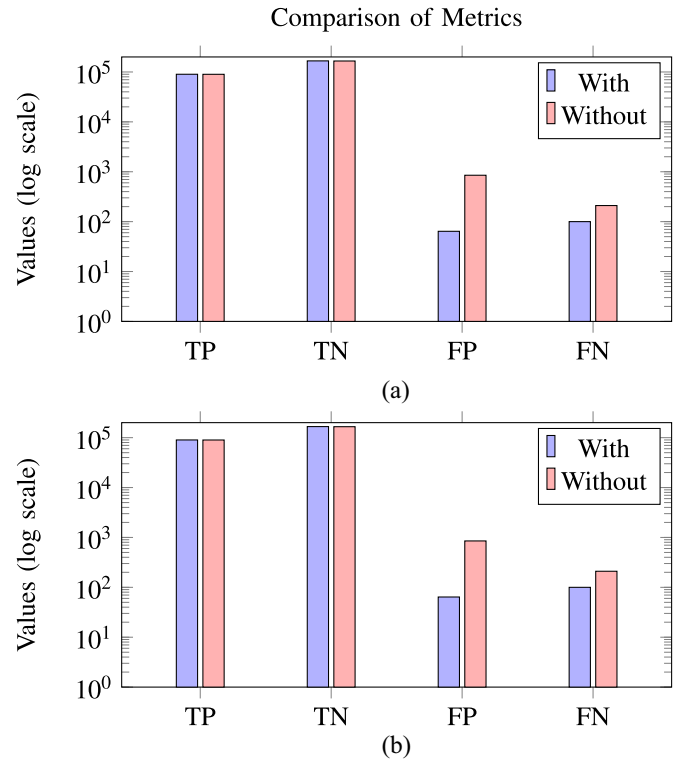 Comparison of Metrics
Values (log scale)
10^5
10^4
10^3
10^2
10^1
10^0
With
Without
TP TN FP FN
(a)
Values (log scale)
10^5
10^4
10^3
10^2
10^1
10^0
With
Without
TP TN FP FN
(b)